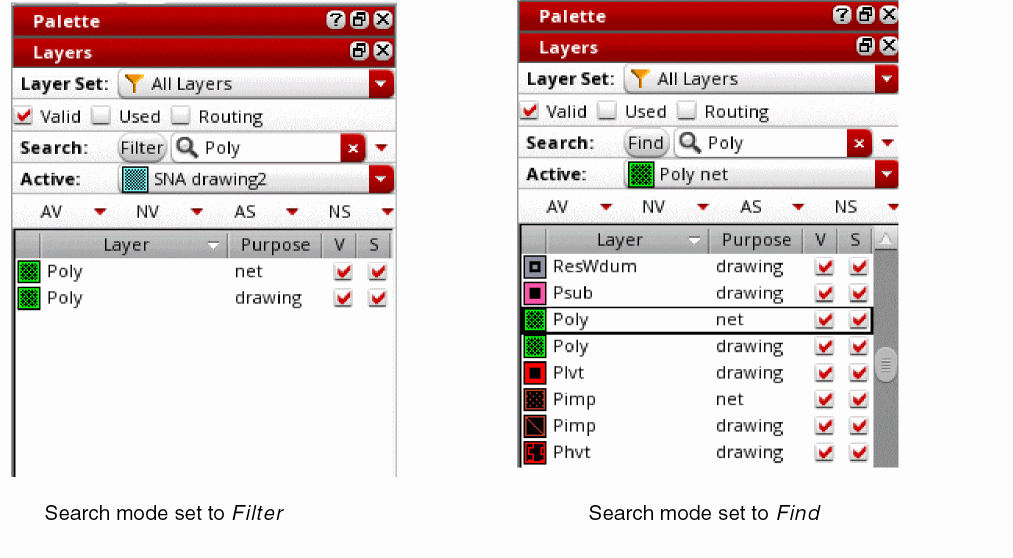 Palette
Layers
Layer Set: All Layers
Valid Used Routing
Search: Filter Poly
Active: SNA drawing2
AV NV AS NS
Layer Purpose V S
Poly net
Poly drawing
Search mode set to Filter
Palette
Layers
Layer Set: All Layers
Valid Used Routing
Search: Find Poly
Active: Poly net
AV NV AS NS
Layer Purpose V S
ResWdum drawing
Psub drawing
Poly net
Poly drawing
Plvt drawing
Pimp net
Pimp drawing
Phvt drawing
Search mode set to Find